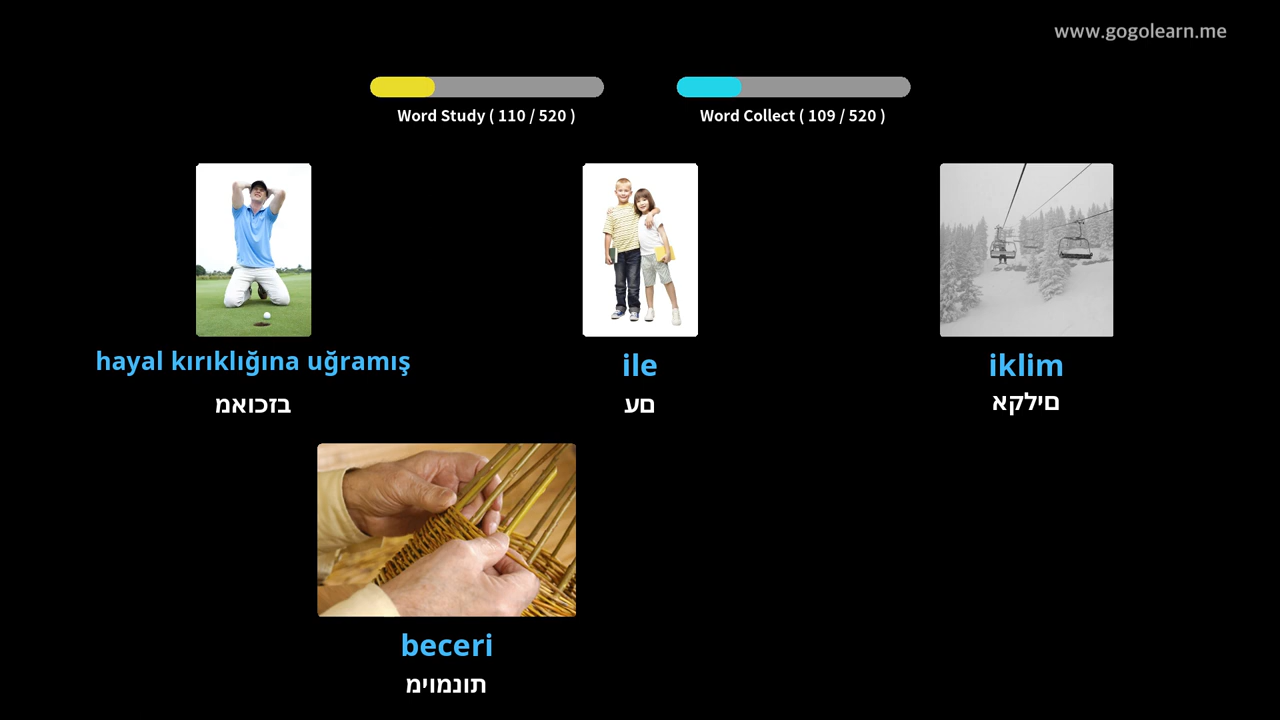 www.gogolearn.me
Word Study ( 110 / 520 )
Word Collect ( 109 / 520 )
hayal kırıklığına uğramış
בזכואמ
ile
םע
iklim
םילקא
beceri
תונמוימ